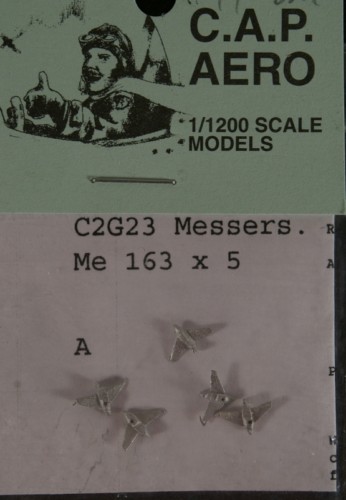 C.A.P.
AERO
1/1200 SCALE
MODELS
C2G23 Messers.
Me 163 x 5
A
R
A
P
W
c
f